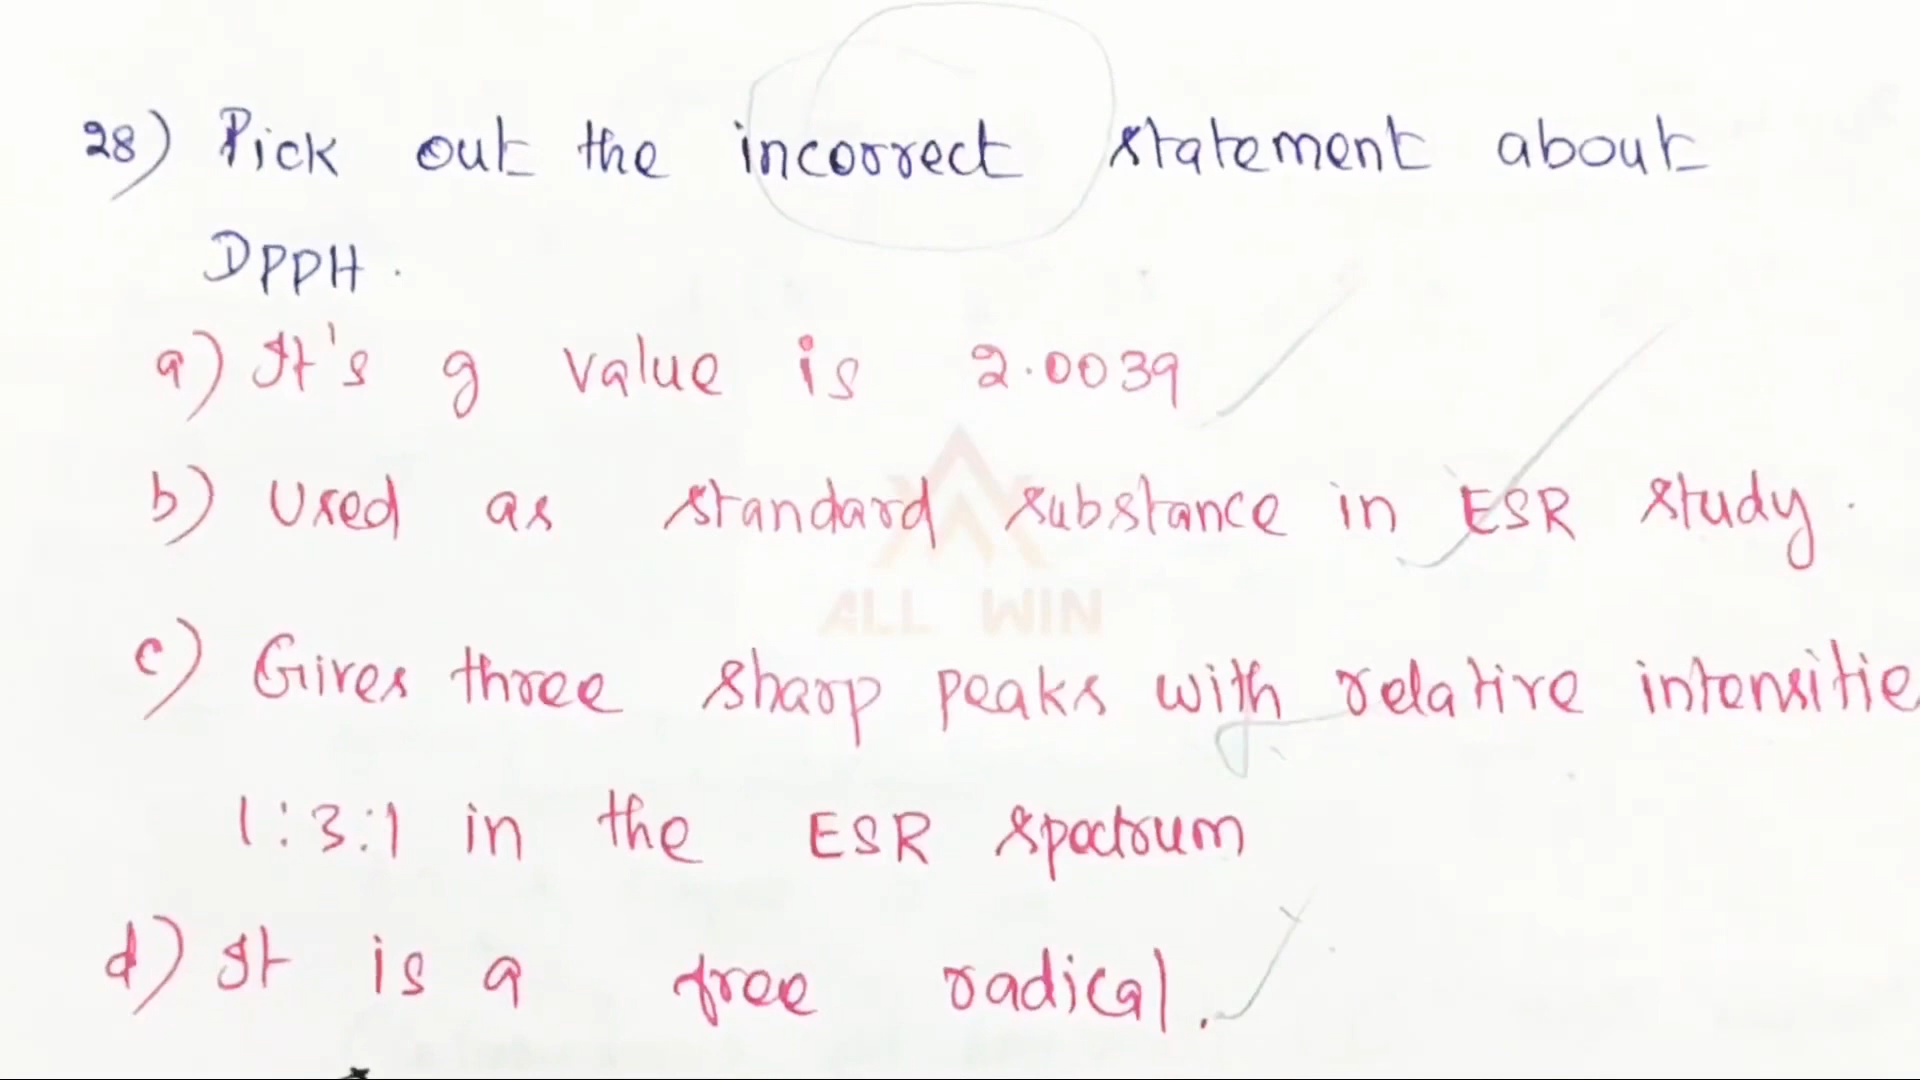 28) Pick out the incorrect statement about
DPPH.
a) It's g value is 2.0039
b) Used as standard substance in ESR study.
ALL WIN
c) Gives three sharp peaks with relative intensitie
1:3:1 in the ESR spectrum
d) It is a free radical.